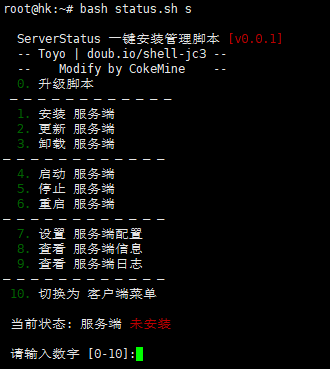 root@hk:~# bash status.sh s
ServerStatus 一键安装管理脚本 [v0.0.1]
-- Toyo | doub.io/shell-jc3 --
-- Modify by CokeMine --
0. 升级脚本
————————————
1. 安装 服务端
2. 更新 服务端
3. 卸载 服务端
————————————
4. 启动 服务端
5. 停止 服务端
6. 重启 服务端
————————————
7. 设置 服务端配置
8. 查看 服务端信息
9. 查看 服务端日志
————————————
10. 切换为 客户端菜单
当前状态: 服务端 未安装
请输入数字 [0-10]: